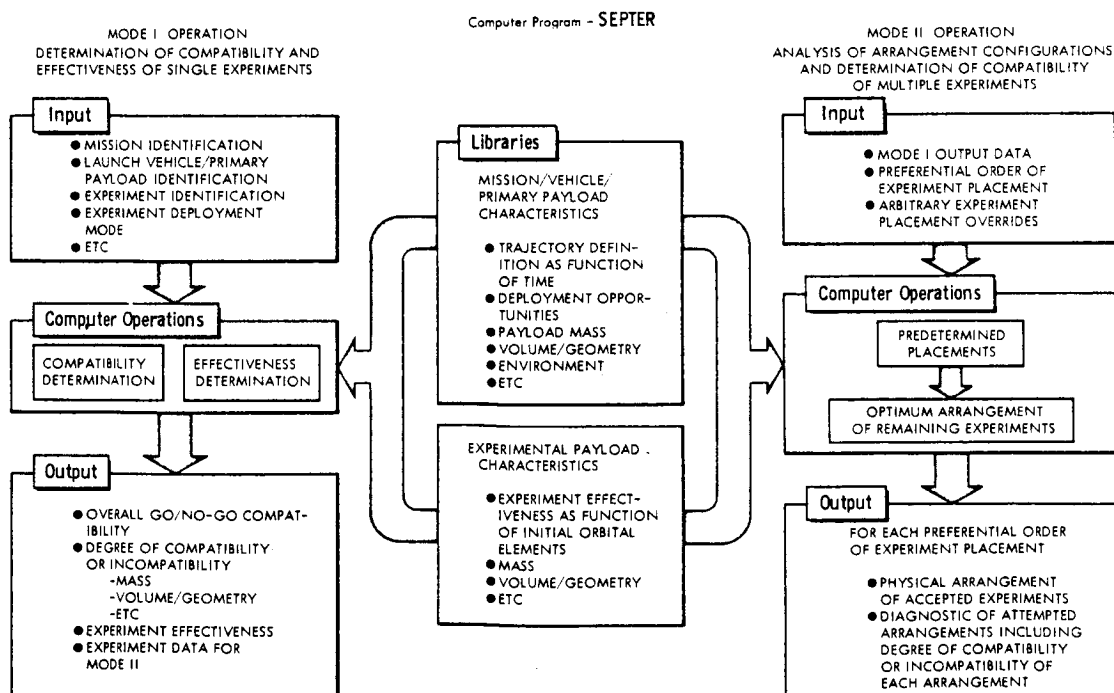 Computer Program - SEPTER
MODE I OPERATION
DETERMINATION OF COMPATIBILITY AND
EFFECTIVENESS OF SINGLE EXPERIMENTS
Input
● MISSION IDENTIFICATION
● LAUNCH VEHICLE/PRIMARY
PAYLOAD IDENTIFICATION
● EXPERIMENT IDENTIFICATION
● EXPERIMENT DEPLOYMENT
MODE
● ETC
Computer Operations
COMPATIBILITY
DETERMINATION
EFFECTIVENESS
DETERMINATION
Output
● OVERALL GO/NO-GO COMPAT-
IBILITY
● DEGREE OF COMPATIBILITY
OR INCOMPATIBILITY
-MASS
-VOLUME/GEOMETRY
-ETC
● EXPERIMENT EFFECTIVENESS
● EXPERIMENT DATA FOR
MODE II
Libraries
MISSION/VEHICLE/
PRIMARY PAYLOAD
CHARACTERISTICS
● TRAJECTORY DEFIN-
ITION AS FUNCTION
OF TIME
● DEPLOYMENT OPPOR-
TUNITIES
● PAYLOAD MASS
● VOLUME/GEOMETRY
● ENVIRONMENT
● ETC
EXPERIMENTAL PAYLOAD
CHARACTERISTICS
● EXPERIMENT EFFECT-
IVENESS AS FUNCTION
OF INITIAL ORBITAL
ELEMENTS
● MASS
● VOLUME/GEOMETRY
● ETC
MODE II OPERATION
ANALYSIS OF ARRANGEMENT CONFIGURATIONS
AND DETERMINATION OF COMPATIBILITY
OF MULTIPLE EXPERIMENTS
Input
● MODE I OUTPUT DATA
● PREFERENTIAL ORDER OF
EXPERIMENT PLACEMENT
● ARBITRARY EXPERIMENT
PLACEMENT OVERRIDES
Computer Operations
PREDETERMINED
PLACEMENTS
OPTIMUM ARRANGEMENT
OF REMAINING EXPERIMENTS
Output
FOR EACH PREFERENTIAL ORDER
OF EXPERIMENT PLACEMENT
● PHYSICAL ARRANGEMENT
OF ACCEPTED EXPERIMENTS
● DIAGNOSTIC OF ATTEMPTED
ARRANGEMENTS INCLUDING
DEGREE OF COMPATIBILITY
OR INCOMPATIBILITY OF
EACH ARRANGEMENT